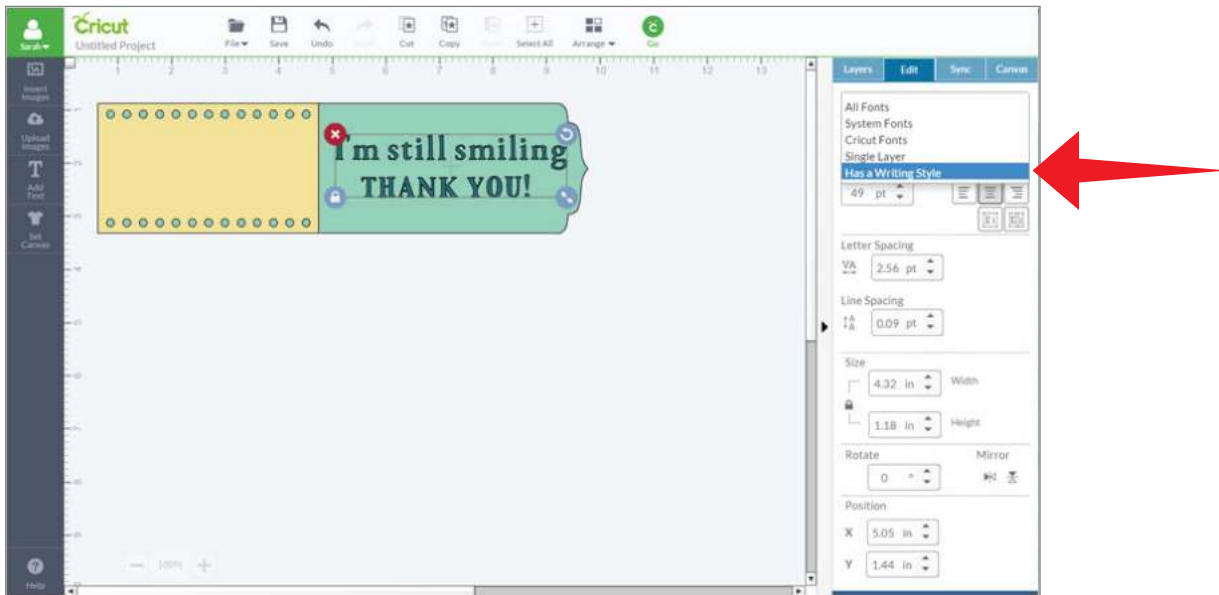 Cricut
Untitled Project
Sarah
File
Save
Undo
Cut
Copy
Select All
Arrange
Go
Insert
Images
Upload
Images
Add
Text
Set
Canvas
Help
1 2 3 4 5 6 7 8 9 10 11 12 13
I'm still smiling
THANK YOU!
100%
Layers Edit Sync Canvas
All Fonts
System Fonts
Cricut Fonts
Single Layer
Has a Writing Style
49 pt
Letter Spacing
VA 2.56 pt
Line Spacing
0.09 pt
Size
4.32 in Width
1.18 in Height
Rotate Mirror
0 °
Position
X 5.05 in
Y 1.44 in